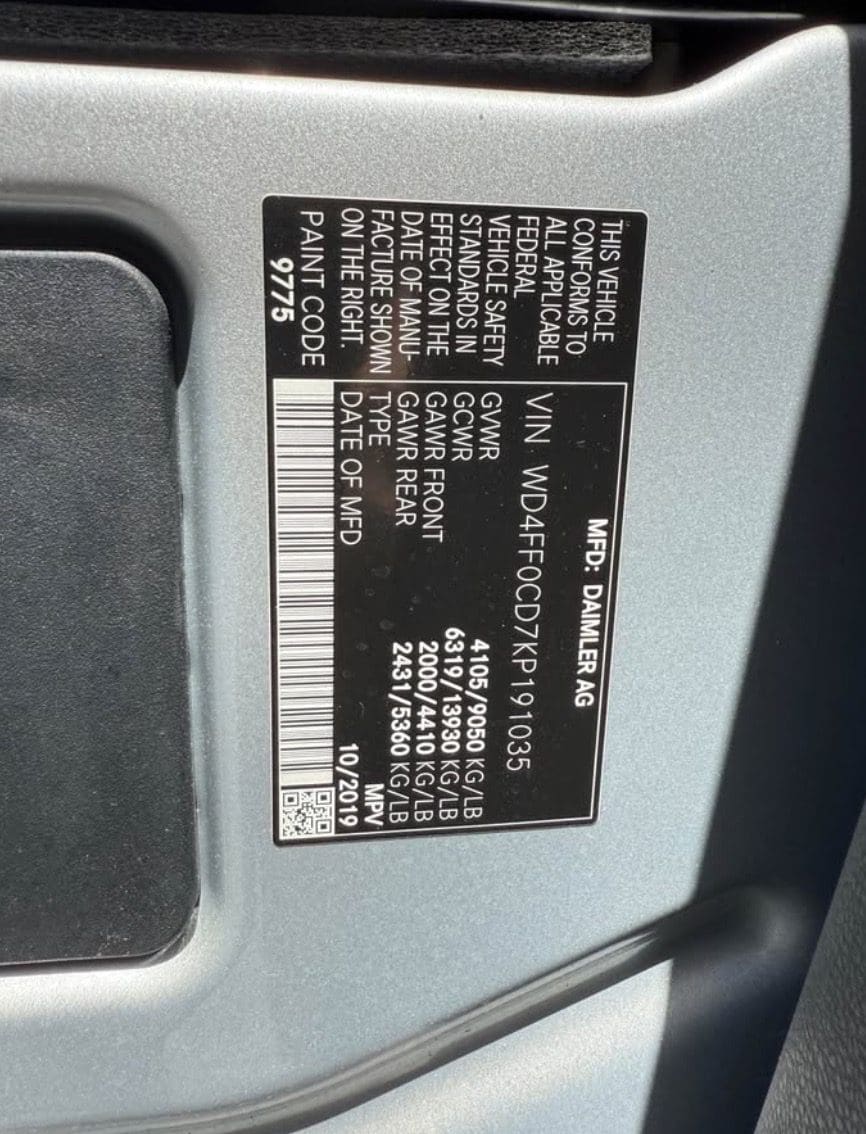 THIS VEHICLE
CONFORMS TO
ALL APPLICABLE
FEDERAL
VEHICLE SAFETY
STANDARDS IN
EFFECT ON THE
DATE OF MANU-
FACTURE SHOWN
ON THE RIGHT.
PAINT CODE
9775
MFD: DAIMLER AG
VIN WD4FF0CD7KP191035
GVWR 4105/9050 KG/LB
GCWR 6319/13930 KG/LB
GAWR FRONT 2000/4410 KG/LB
GAWR REAR 2431/5360 KG/LB
TYPE MPV
DATE OF MFD 10/2019